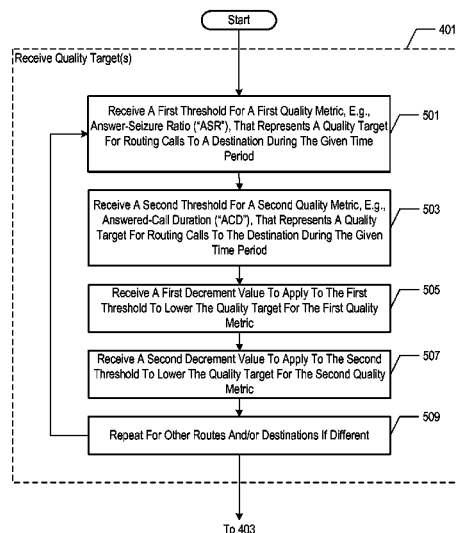 Start
401
Receive Quality Target(s)
Receive A First Threshold For A First Quality Metric, E.g.,
Answer-Seizure Ratio ("ASR"), That Represents A Quality Target
For Routing Calls To A Destination During The Given Time
Period
501
Receive A Second Threshold For A Second Quality Metric, E.g.,
Answered-Call Duration ("ACD"), That Represents A Quality
Target For Routing Calls To The Destination During The Given
Time Period
503
Receive A First Decrement Value To Apply To The First
Threshold To Lower The Quality Target For The First Quality
Metric
505
Receive A Second Decrement Value To Apply To The Second
Threshold To Lower The Quality Target For The Second Quality
Metric
507
Repeat For Other Routes And/or Destinations If Different
509
To 403